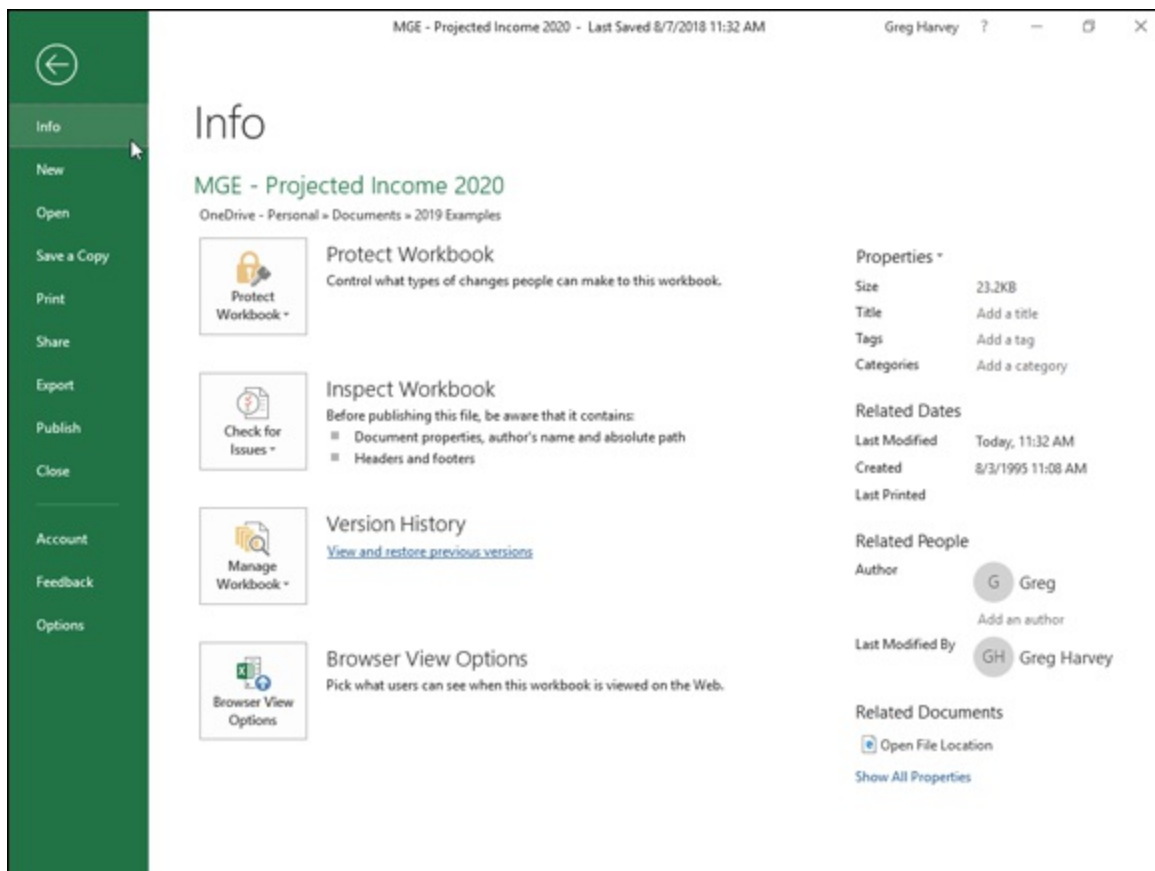 MGE - Projected Income 2020 - Last Saved 8/7/2018 11:32 AM
Greg Harvey ?
Info
New
Open
Save a Copy
Print
Share
Export
Publish
Close
Account
Feedback
Options
Info
MGE - Projected Income 2020
OneDrive - Personal » Documents » 2019 Examples
Protect
Workbook
Protect Workbook
Control what types of changes people can make to this workbook.
Check for
Issues
Inspect Workbook
Before publishing this file, be aware that it contains:
Document properties, author's name and absolute path
Headers and footers
Manage
Workbook
Version History
View and restore previous versions
Browser View
Options
Browser View Options
Pick what users can see when this workbook is viewed on the Web.
Properties
Size 23.2KB
Title Add a title
Tags Add a tag
Categories Add a category
Related Dates
Last Modified Today, 11:32 AM
Created 8/3/1995 11:08 AM
Last Printed
Related People
Author G Greg
Add an author
Last Modified By GH Greg Harvey
Related Documents
Open File Location
Show All Properties